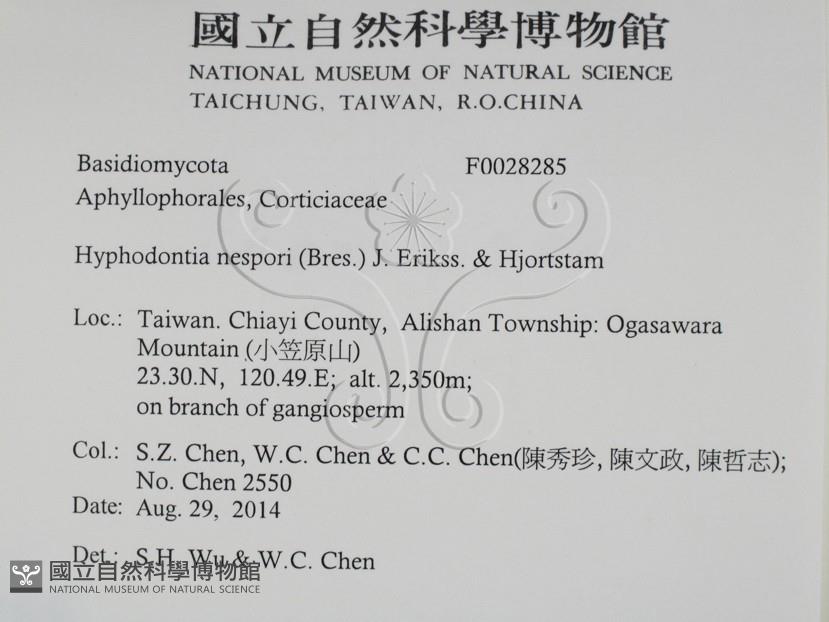 國立自然科學博物館
NATIONAL MUSEUM OF NATURAL SCIENCE
TAICHUNG, TAIWAN, R.O.CHINA
Basidiomycota F0028285
Aphyllophorales, Corticiaceae
Hyphodontia nespori (Bres.) J. Erikss. & Hjortstam
Loc.: Taiwan. Chiayi County, Alishan Township: Ogasawara
Mountain (小笠原山)
23.30.N, 120.49.E; alt. 2,350m;
on branch of gangiosperm
Col.: S.Z. Chen, W.C. Chen & C.C. Chen(陳秀珍, 陳文政, 陳哲志);
No. Chen 2550
Date: Aug. 29, 2014
Det.: S.H. Wu & W.C. Chen
國立自然科學博物館
NATIONAL MUSEUM OF NATURAL SCIENCE